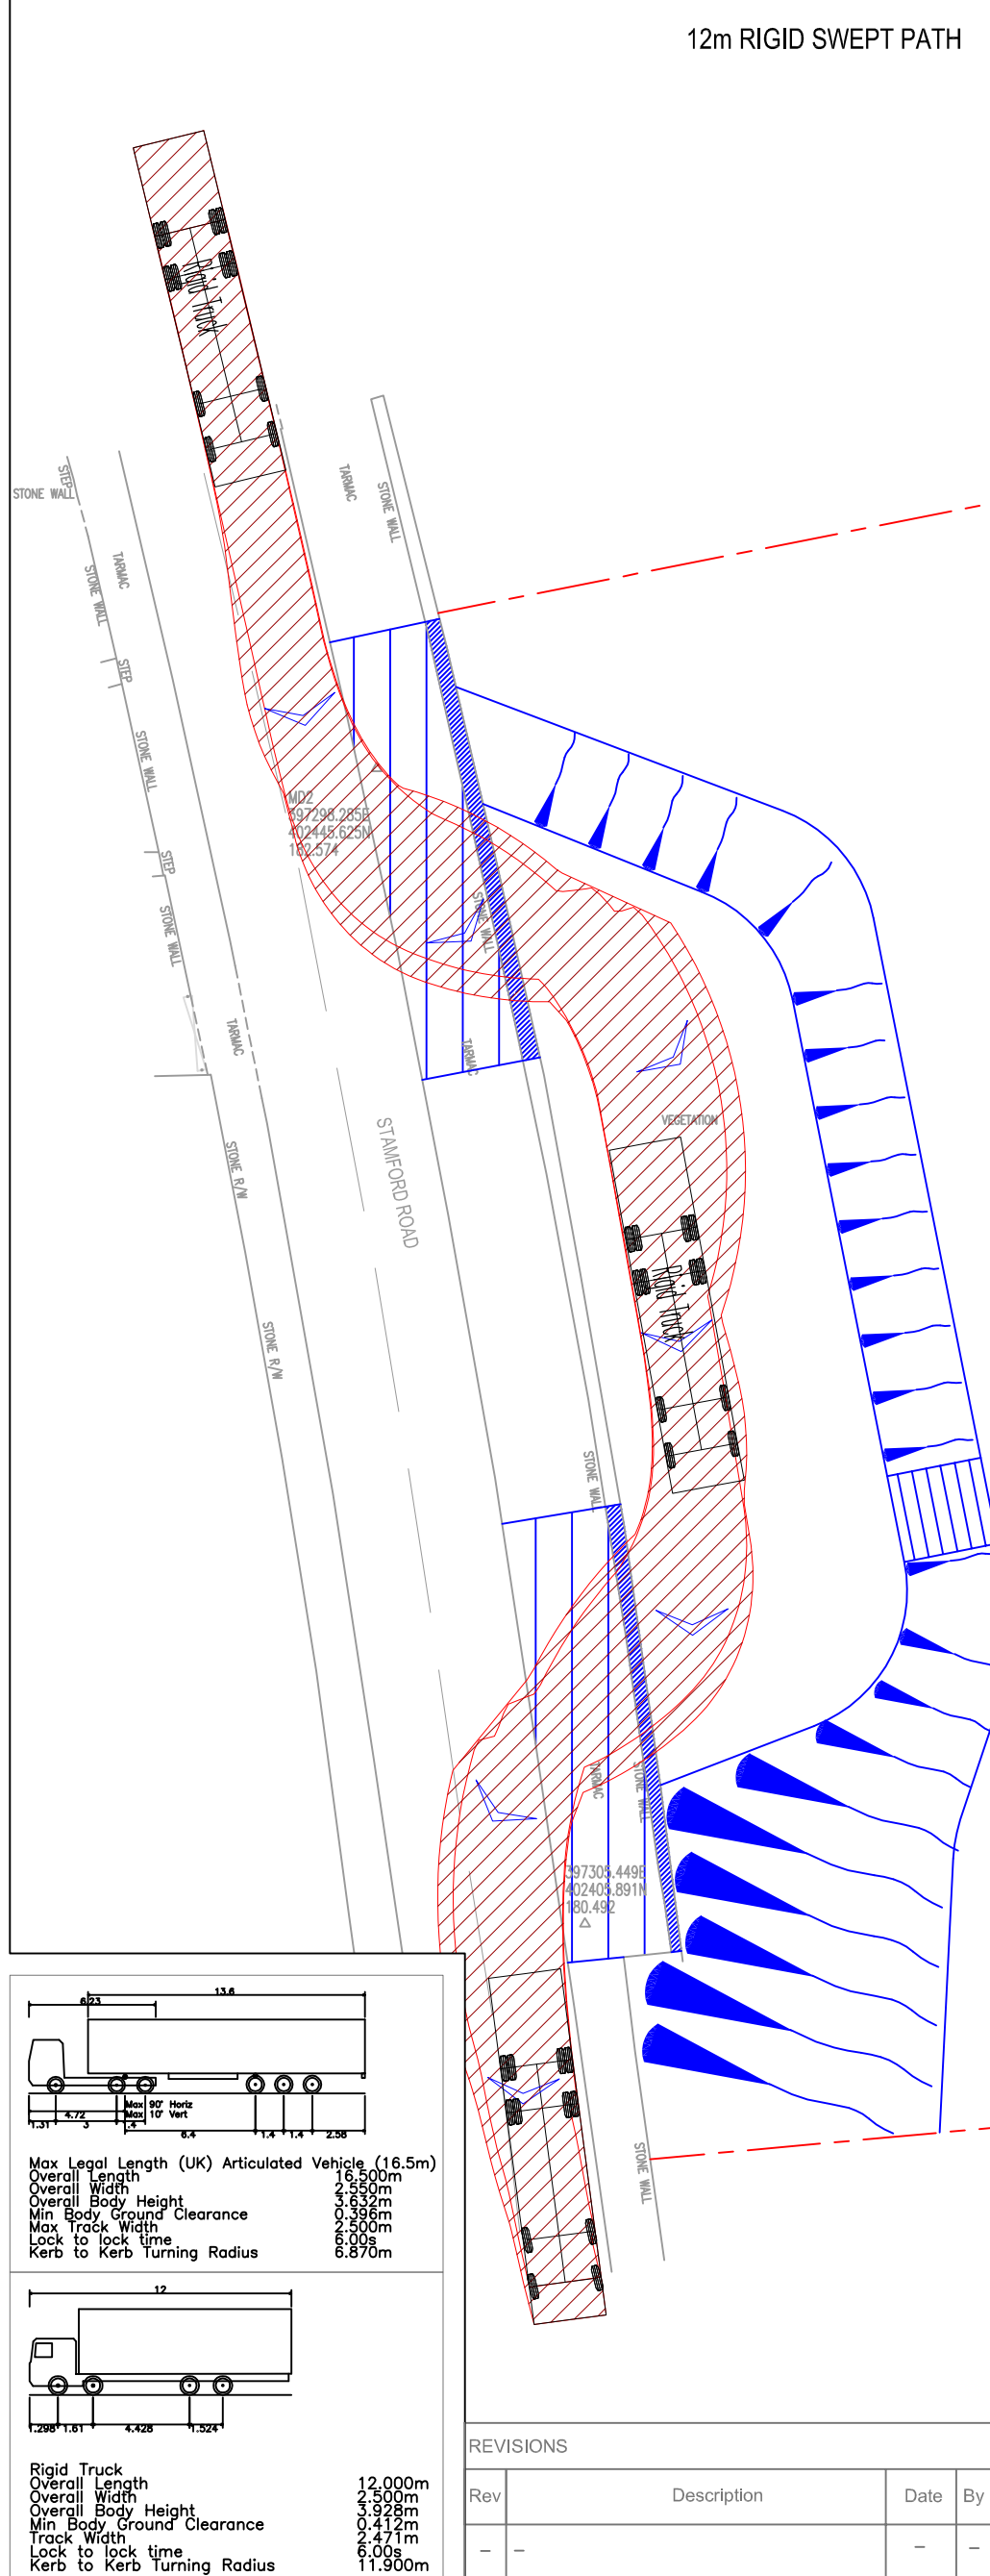 12m RIGID SWEPT PATH
Rigid Truck
TARMAC
STONE WALL
STEP
STONE WALL
TARMAC
STONE WALL
STEP
STONE WALL
MD2
397298.285E
402445.625N
182.574
STEP
STONE WALL
STONE WALL
TARMAC
TARMAC
VEGETATION
STAMFORD ROAD
STONE R/W
Rigid Truck
STONE R/W
STONE WALL
TARMAC
STONE WALL
397305.449E
402405.891N
180.492
STONE WALL
13.6
6.23
Max 90° Horiz
Max 10° Vert
4.72
1.31
3
.4
6.4
1.4
1.4
2.58
Max Legal Length (UK) Articulated Vehicle (16.5m)
Overall Length 16.500m
Overall Width 2.550m
Overall Body Height 3.632m
Min Body Ground Clearance 0.396m
Max Track Width 2.500m
Lock to lock time 6.00s
Kerb to Kerb Turning Radius 6.870m
12
1.298 1.61 4.428 1.524
Rigid Truck
Overall Length 12.000m
Overall Width 2.500m
Overall Body Height 3.928m
Min Body Ground Clearance 0.412m
Track Width 2.471m
Lock to lock time 6.00s
Kerb to Kerb Turning Radius 11.900m
REVISIONS
Rev Description Date By
- - - -